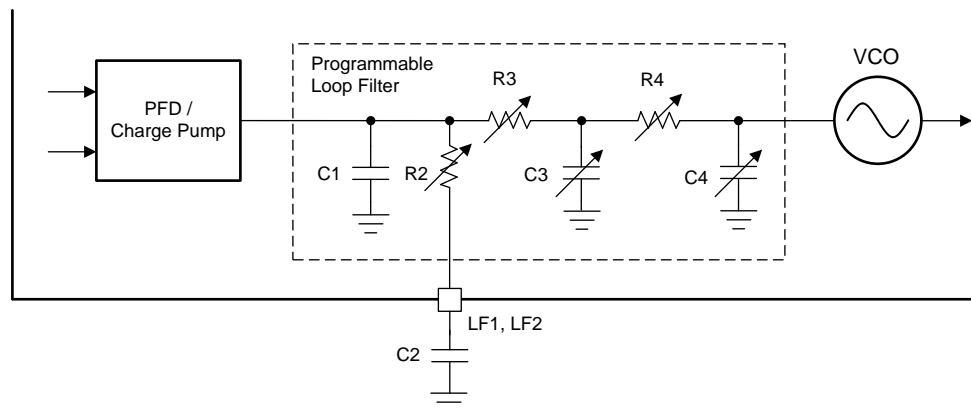 Programmable
Loop Filter
VCO
R3
R4
PFD /
Charge Pump
C1
R2
C3
C4
LF1, LF2
C2